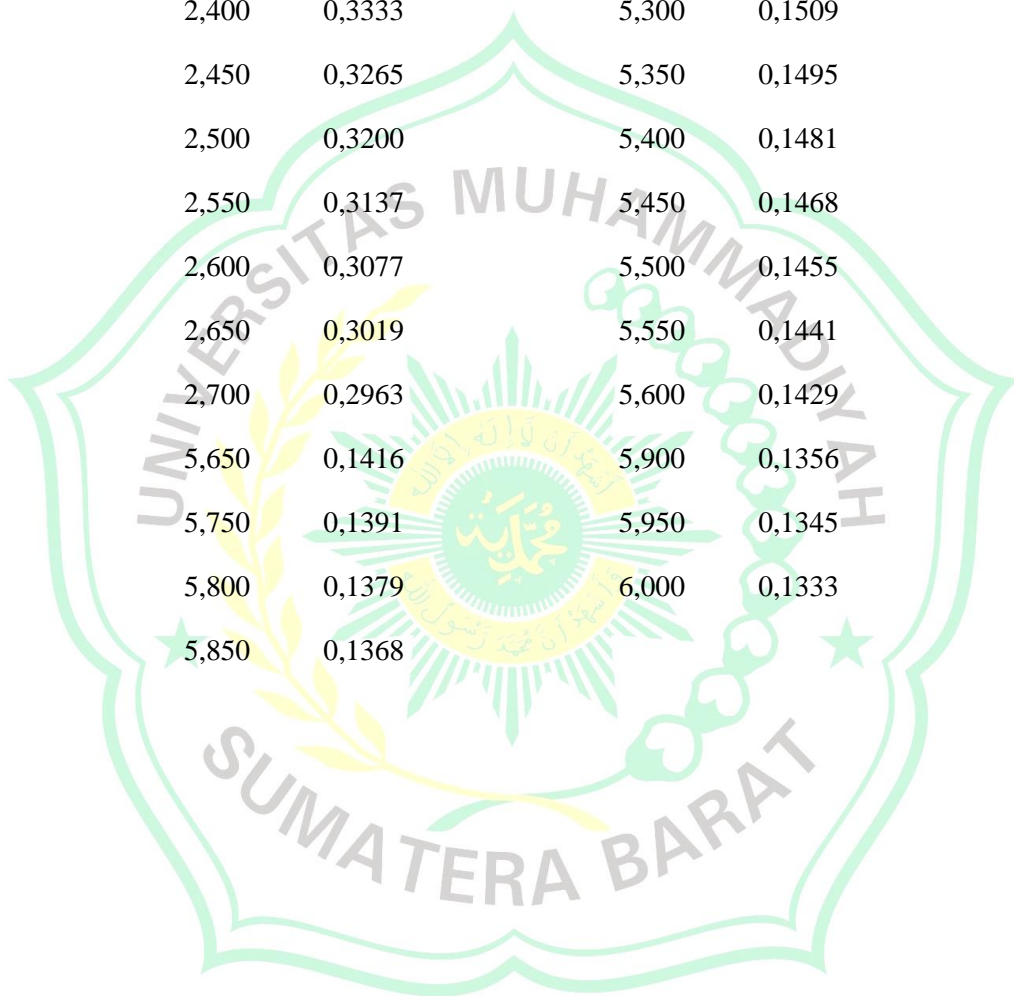 2,400 0,3333 5,300 0,1509
2,450 0,3265 5,350 0,1495
2,500 0,3200 5,400 0,1481
2,550 0,3137 5,450 0,1468
2,600 0,3077 5,500 0,1455
2,650 0,3019 5,550 0,1441
2,700 0,2963 5,600 0,1429
5,650 0,1416 5,900 0,1356
5,750 0,1391 5,950 0,1345
5,800 0,1379 6,000 0,1333
5,850 0,1368
UNIVERSITAS MUHAMMADIYAH
SUMATERA BARAT